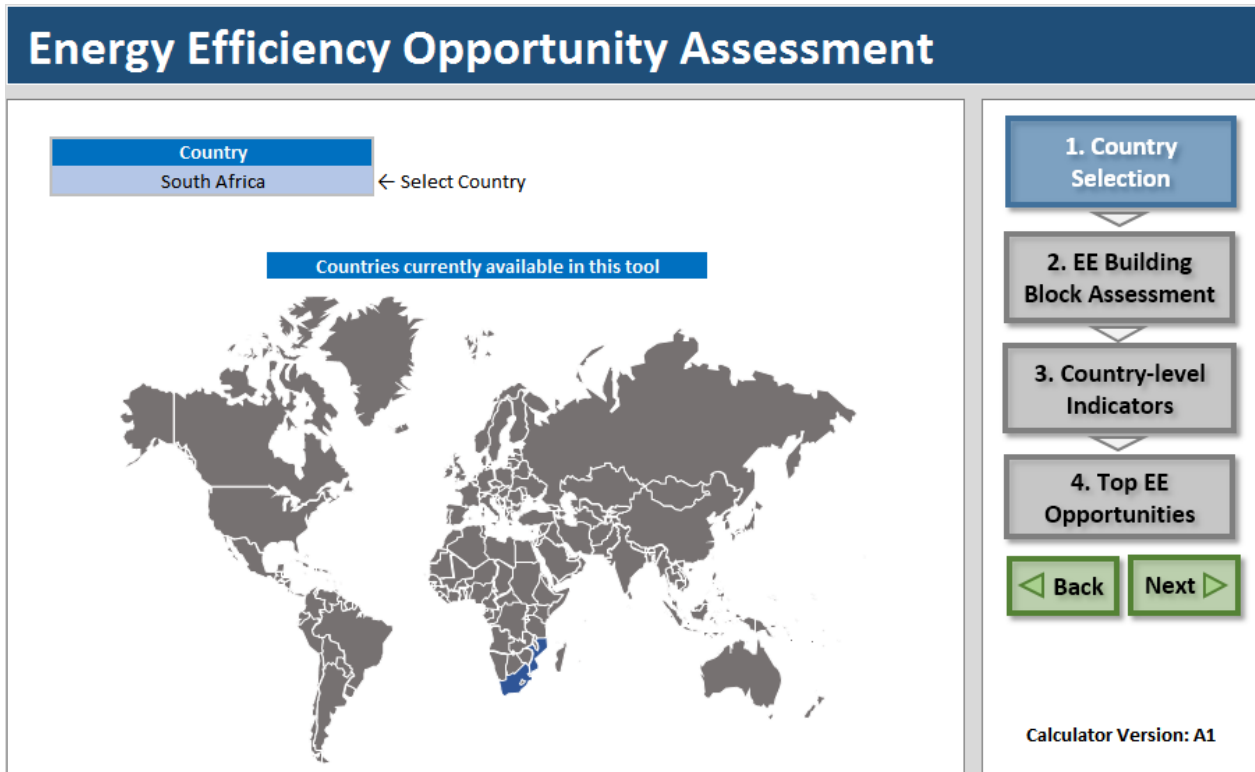 Energy Efficiency Opportunity Assessment
Country
South Africa
← Select Country
Countries currently available in this tool
1. Country
Selection
2. EE Building
Block Assessment
3. Country-level
Indicators
4. Top EE
Opportunities
Back
Next
Calculator Version: A1